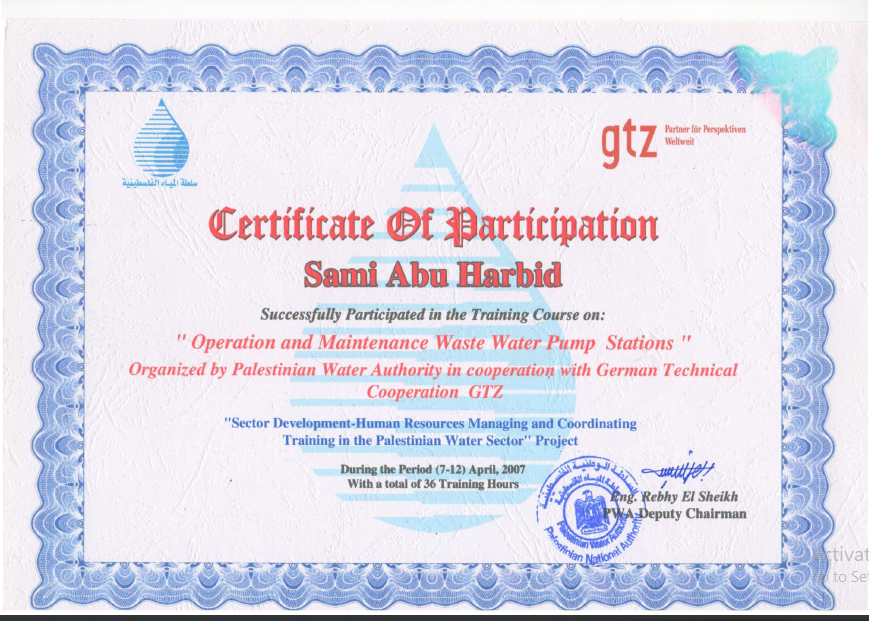 سلطة المياه الفلسطينية
gtz Partner für Perspektiven
Weltweit
Certificate Of Participation
Sami Abu Harbid
Successfully Participated in the Training Course on:
" Operation and Maintenance Waste Water Pump Stations "
Organized by Palestinian Water Authority in cooperation with German Technical
Cooperation GTZ
"Sector Development-Human Resources Managing and Coordinating
Training in the Palestinian Water Sector" Project
During the Period (7-12) April, 2007
With a total of 36 Training Hours
السلطة الوطنية الفلسطينية
سلطة المياه الفلسطينية
Palestinian Water Authority
Palestinian National Authority
Eng. Rebhy El Sheikh
PWA Deputy Chairman
Activat
to Set